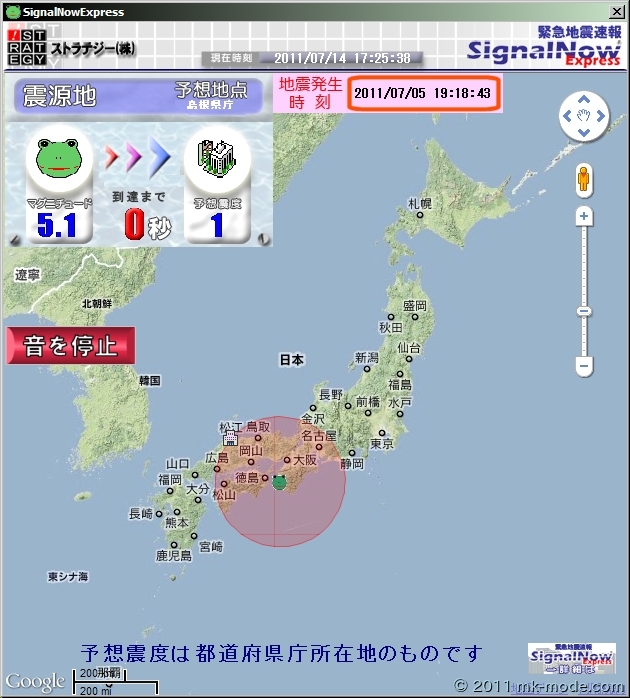 SignalNowExpress
iSTRATEGY
ストラテジー(株)
現在時刻 2011/07/14 17:25:38
緊急地震速報
SignalNow
Express
震源地
予想地点
島根県庁
地震発生
時刻
2011/07/05 19:18:43
マグニチュード
5.1
到達まで
0秒
予想震度
1
札幌
遼寧
北朝鮮
盛岡
秋田
音を停止
仙台
新潟
日本
韓国
福島
長野
前橋
水戸
金沢
松江
鳥取
名古屋
東京
岡山
大阪
静岡
山口
広島
福岡
徳島
大分
松山
長崎
熊本
宮崎
鹿児島
東シナ海
予想震度は都道府県庁所在地のものです
緊急地震速報
SignalNow
Express
Google
200
那覇
200 mi
© 2011 mk-mode.com